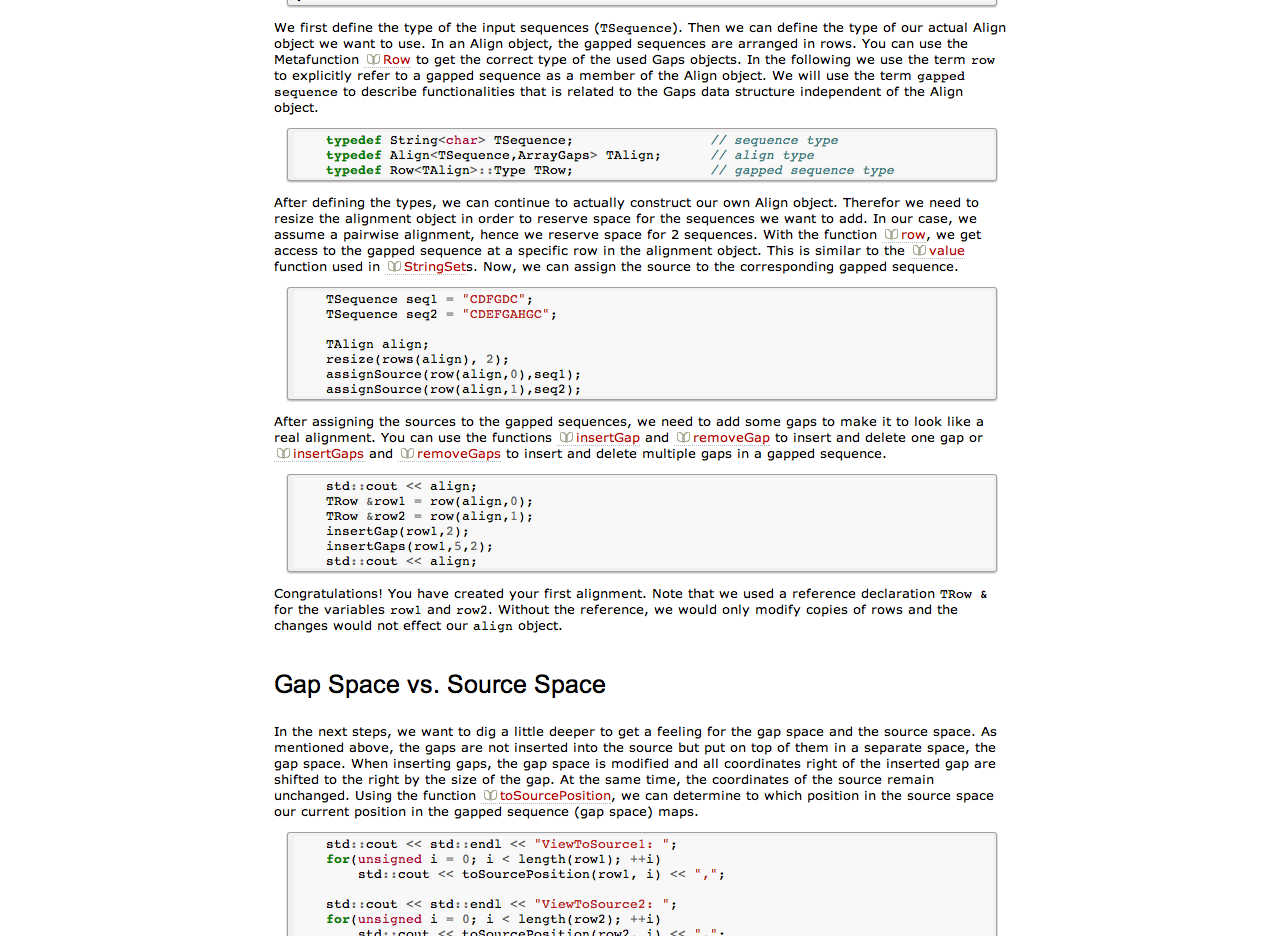 We first define the type of the input sequences (TSequence). Then we can define the type of our actual Align
object we want to use. In an Align object, the gapped sequences are arranged in rows. You can use the
Metafunction Row to get the correct type of the used Gaps objects. In the following we use the term row
to explicitly refer to a gapped sequence as a member of the Align object. We will use the term gapped
sequence to describe functionalities that is related to the Gaps data structure independent of the Align
object.
typedef String<char> TSequence; // sequence type
typedef Align<TSequence,ArrayGaps> TAlign; // align type
typedef Row<TAlign>::Type TRow; // gapped sequence type
After defining the types, we can continue to actually construct our own Align object. Therefor we need to
resize the alignment object in order to reserve space for the sequences we want to add. In our case, we
assume a pairwise alignment, hence we reserve space for 2 sequences. With the function row, we get
access to the gapped sequence at a specific row in the alignment object. This is similar to the value
function used in StringSets. Now, we can assign the source to the corresponding gapped sequence.
TSequence seq1 = "CDFGDC";
TSequence seq2 = "CDEFGAHGC";
TAlign align;
resize(rows(align), 2);
assignSource(row(align,0),seq1);
assignSource(row(align,1),seq2);
After assigning the sources to the gapped sequences, we need to add some gaps to make it to look like a
real alignment. You can use the functions insertGap and removeGap to insert and delete one gap or
insertGaps and removeGaps to insert and delete multiple gaps in a gapped sequence.
std::cout << align;
TRow &row1 = row(align,0);
TRow &row2 = row(align,1);
insertGap(row1,2);
insertGaps(row1,5,2);
std::cout << align;
Congratulations! You have created your first alignment. Note that we used a reference declaration TRow &
for the variables row1 and row2. Without the reference, we would only modify copies of rows and the
changes would not effect our align object.
Gap Space vs. Source Space
In the next steps, we want to dig a little deeper to get a feeling for the gap space and the source space. As
mentioned above, the gaps are not inserted into the source but put on top of them in a separate space, the
gap space. When inserting gaps, the gap space is modified and all coordinates right of the inserted gap are
shifted to the right by the size of the gap. At the same time, the coordinates of the source remain
unchanged. Using the function toSourcePosition, we can determine to which position in the source space
our current position in the gapped sequence (gap space) maps.
std::cout << std::endl << "ViewToSource1: ";
for(unsigned i = 0; i < length(row1); ++i)
std::cout << toSourcePosition(row1, i) << ",";
std::cout << std::endl << "ViewToSource2: ";
for(unsigned i = 0; i < length(row2); ++i)
std::cout << toSourcePosition(row2, i) << ",";